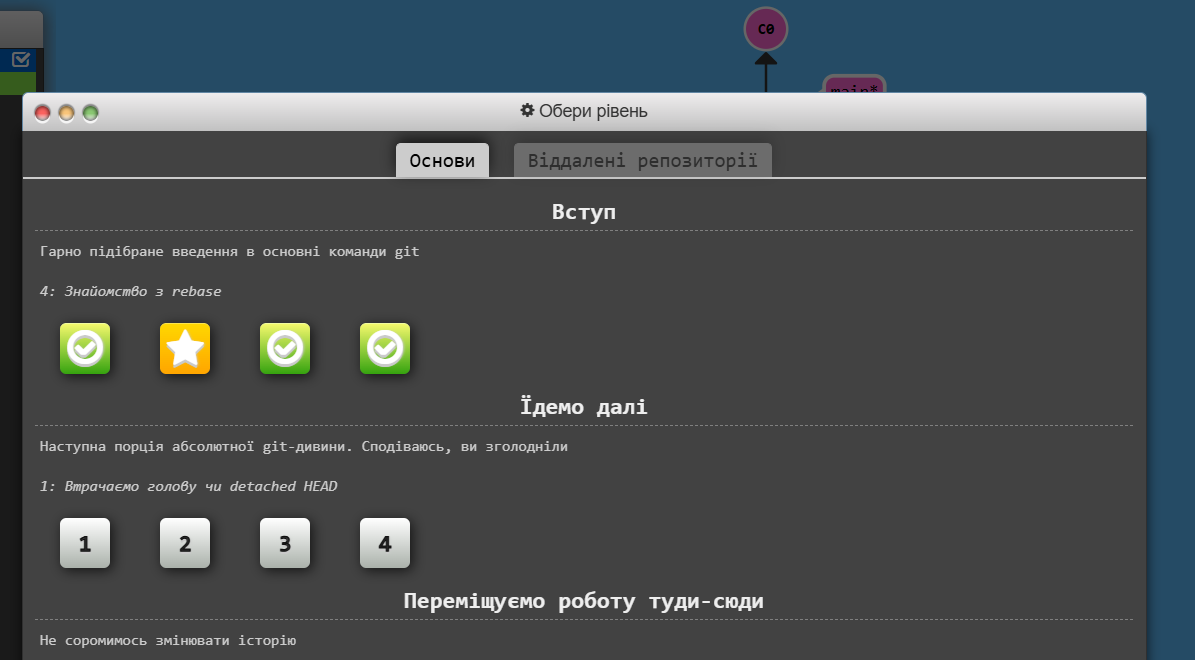 C0
main*
Обери рівень
Основи
Віддалені репозиторії
Вступ
Гарно підібране введення в основні команди git
4: Знайомство з rebase
Їдемо далі
Наступна порція абсолютної git-дивини. Сподіваюсь, ви зголодніли
1: Втрачаємо голову чи detached HEAD
1 2 3 4
Переміщуємо роботу туди-сюди
Не соромимось змінювати історію